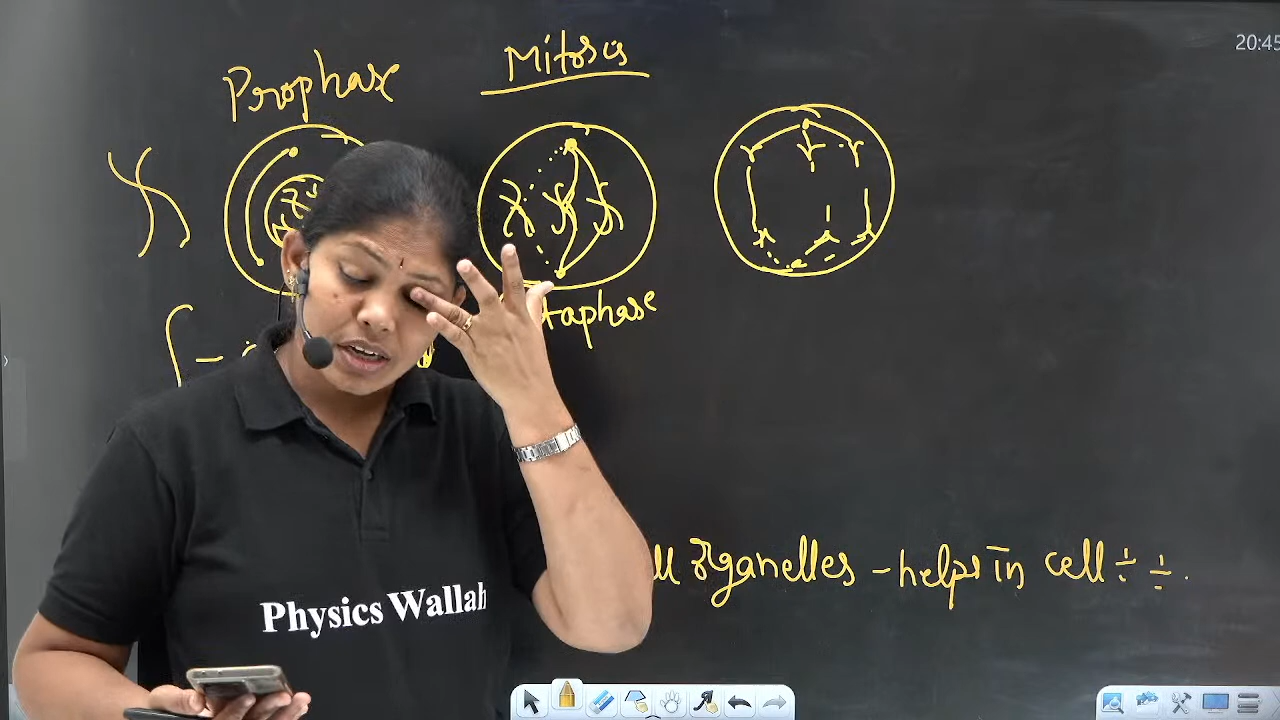 20:45
Mitosis
Prophase
taphase
organelles - helps in cell ÷ ÷.
Physics Wallah